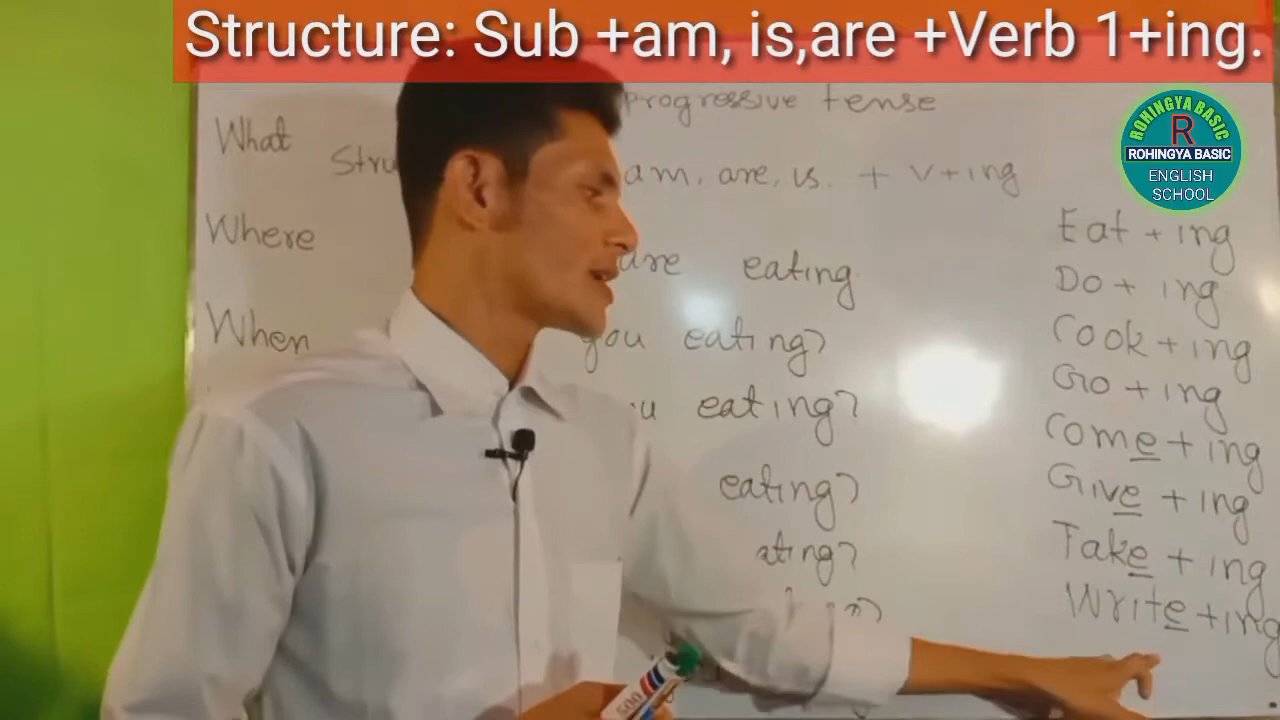 Structure: Sub +am, is,are +Verb 1+ing.
progressive tense
What
am, are, is. + v+ing
Where
are eating
When
you eating?
eating?
eating?
Eat + ing
Do + ing
Cook + ing
Go + ing
Come + ing
Give + ing
Take + ing
Write + ing
ROHINGYA BASIC
R
ROHINGYA BASIC
ENGLISH
SCHOOL